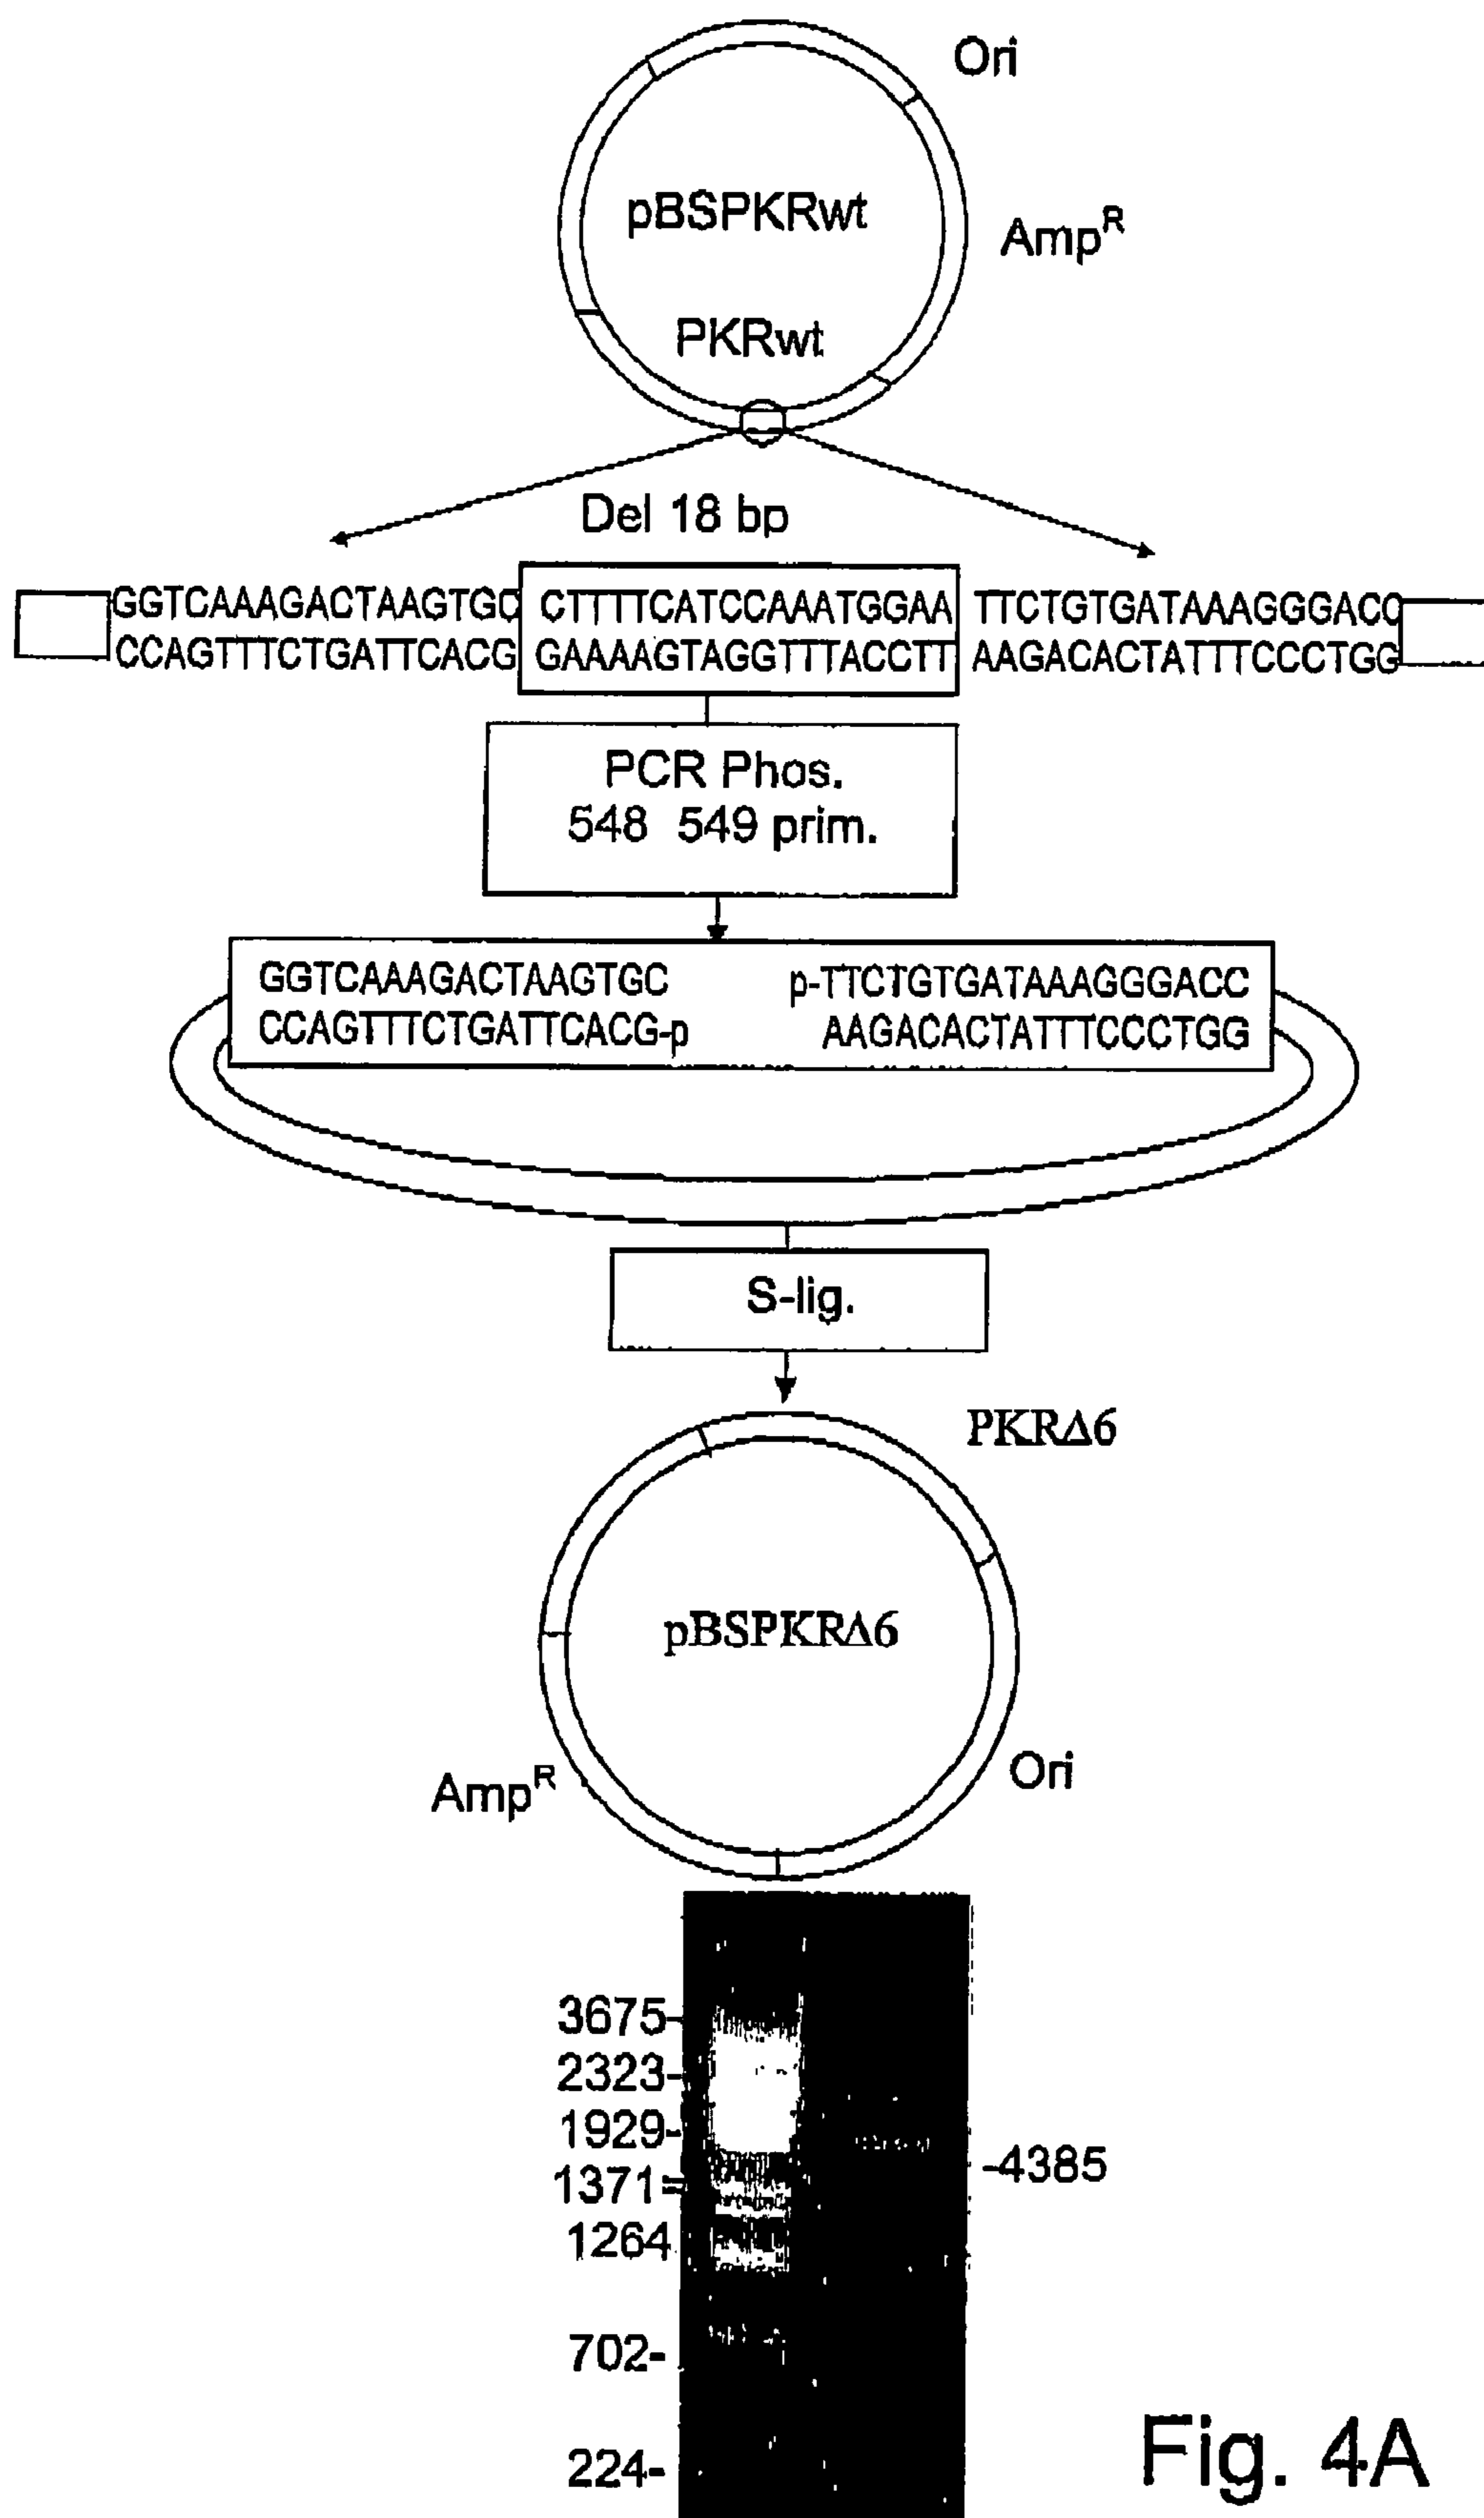 Ori
pBSPKRwt
Amp^R
PKRwt
Del 18 bp
GGTCAAAGACTAAGTGC CTTTTCATCCAAATGGAA TTCTGTGATAAAGGGACC
CCAGTTTCTGATTCACG GAAAAGTAGGTTTACCTT AAGACACTATTTCCCTGG
PCR Phos.
548 549 prim.
GGTCAAAGACTAAGTGC p-TTCTGTGATAAAGGGACC
CCAGTTTCTGATTCACG-p AAGACACTATTTCCCTGG
S-lig.
PKRΔ6
pBSPKRΔ6
Amp^R
Ori
3675-
2323-
1929-
-4385
1371=
1264
702-
224-
Fig. 4A